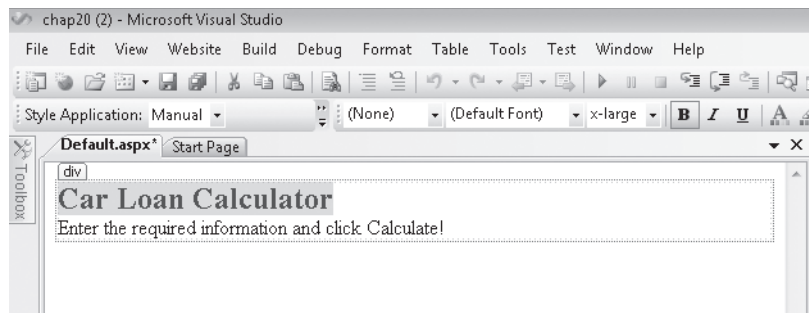 chap20 (2) - Microsoft Visual Studio
File Edit View Website Build Debug Format Table Tools Test Window Help
Style Application: Manual (None) (Default Font) x-large B I U A
Default.aspx* Start Page
Toolbox
div
Car Loan Calculator
Enter the required information and click Calculate!